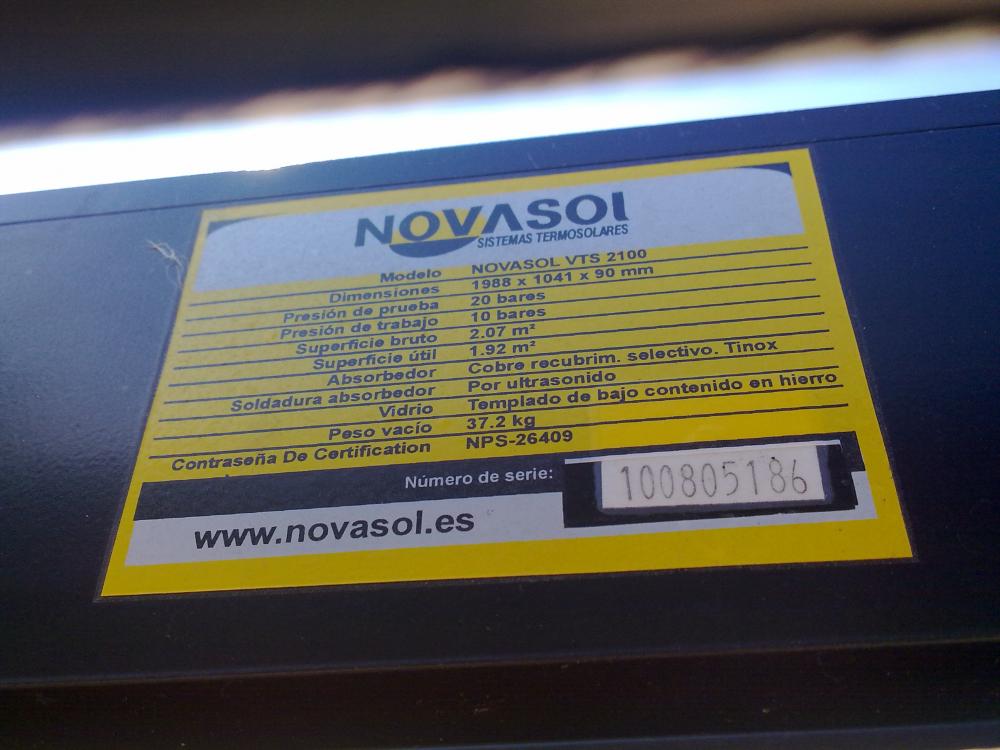 NOVASOL
SISTEMAS TERMOSOLARES
Modelo NOVASOL VTS 2100
Dimensiones 1988 x 1041 x 90 mm
Presión de prueba 20 bares
Presión de trabajo 10 bares
Superficie bruto 2.07 m²
Superficie útil 1.92 m²
Absorbedor Cobre recubrim. selectivo. Tinox
Soldadura absorbedor Por ultrasonido
Vidrio Templado de bajo contenido en hierro
Peso vacío 37.2 kg
Contraseña De Certification NPS-26409
Número de serie: 100805186
www.novasol.es